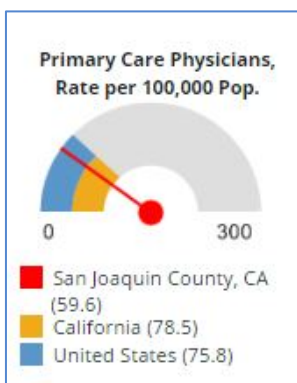 Primary Care Physicians,
Rate per 100,000 Pop.
0 300
San Joaquin County, CA
(59.6)
California (78.5)
United States (75.8)